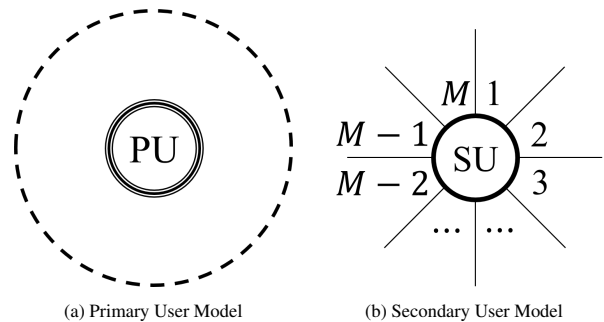 PU
(a) Primary User Model
M 1
M − 1 2
SU
M − 2 3
... ...
(b) Secondary User Model